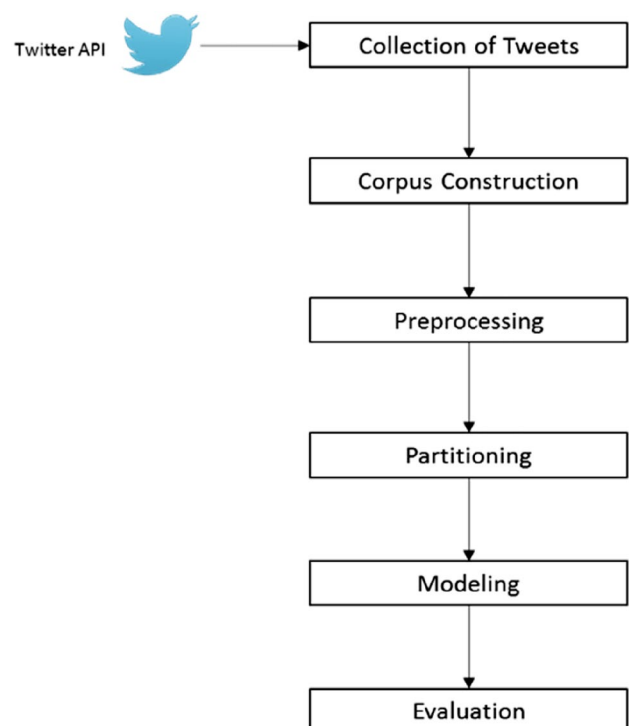 Twitter API
Collection of Tweets
Corpus Construction
Preprocessing
Partitioning
Modeling
Evaluation